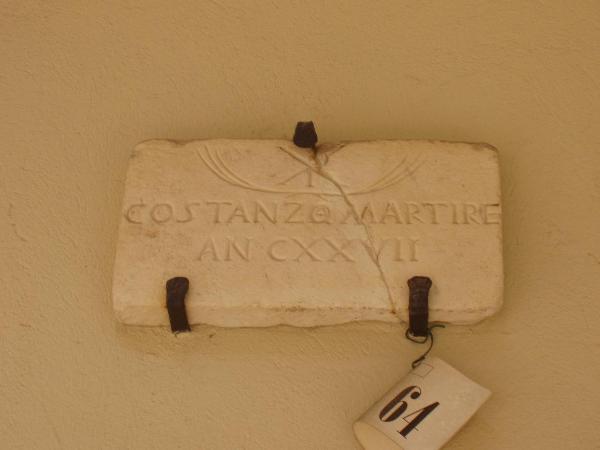 COSTANZO MARTIRE
AN CXXVII
64